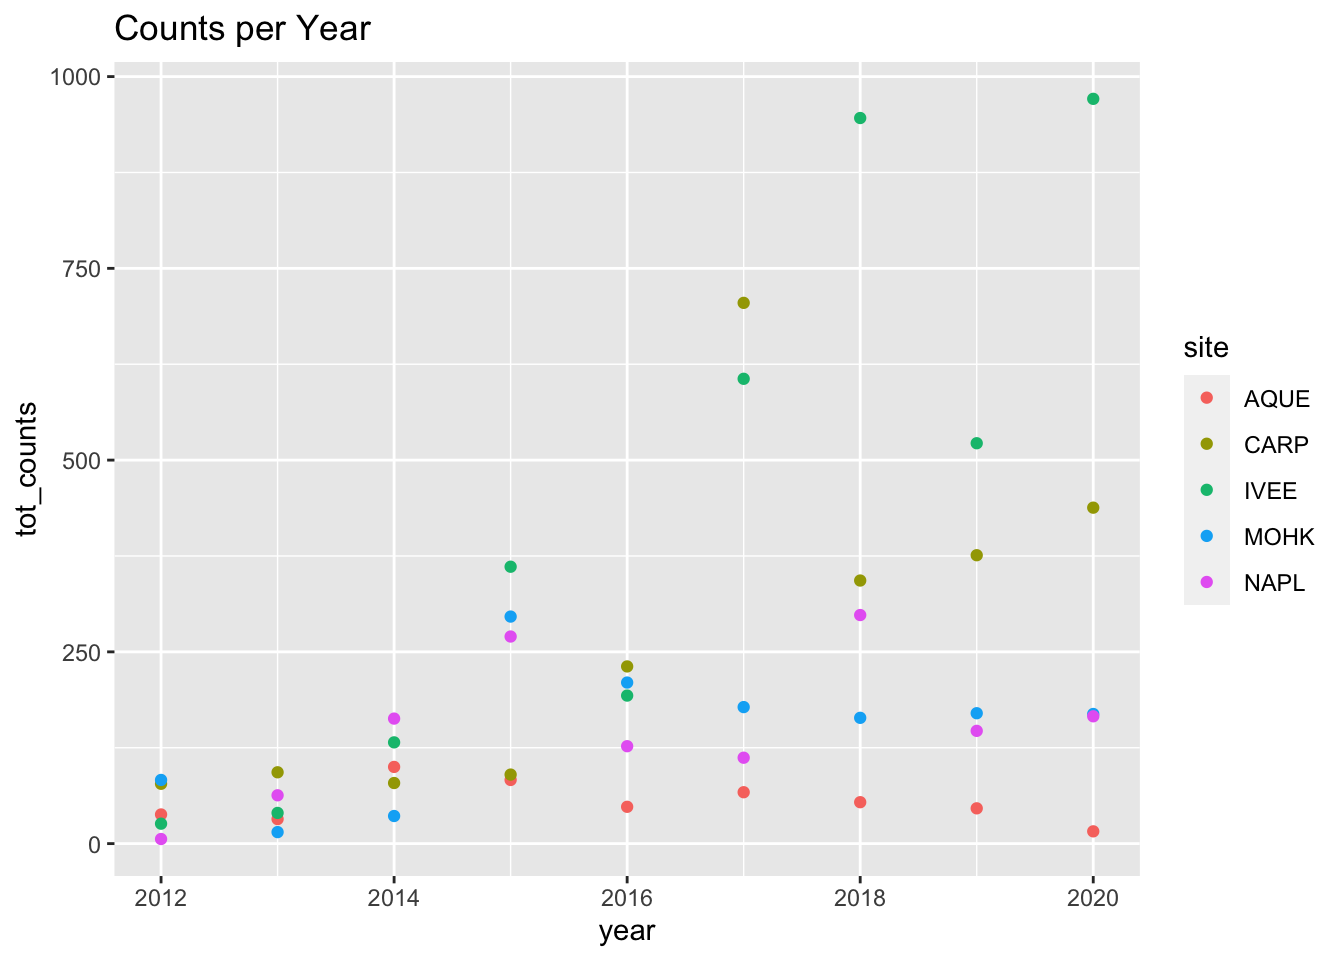 Counts per Year
1000
750
500
250
0
tot_counts
2012 2014 2016 2018 2020
year
site
AQUE
CARP
IVEE
MOHK
NAPL